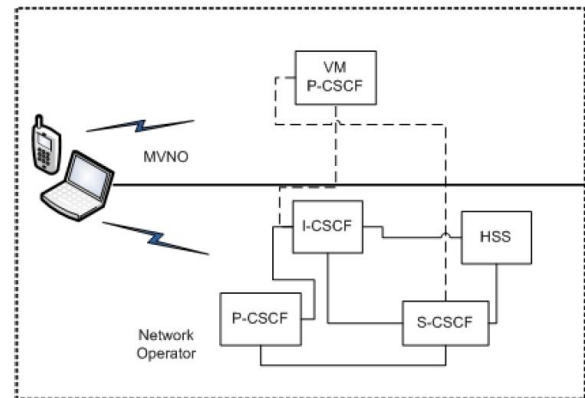 VM
P-CSCF
MVNO
I-CSCF
HSS
P-CSCF
S-CSCF
Network
Operator